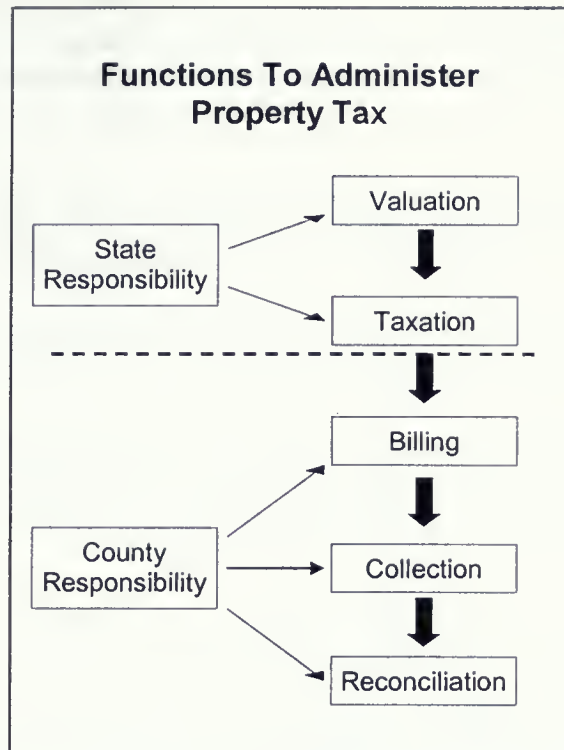 Functions To Administer
Property Tax
Valuation
State
Responsibility
Taxation
Billing
County
Responsibility
Collection
Reconciliation